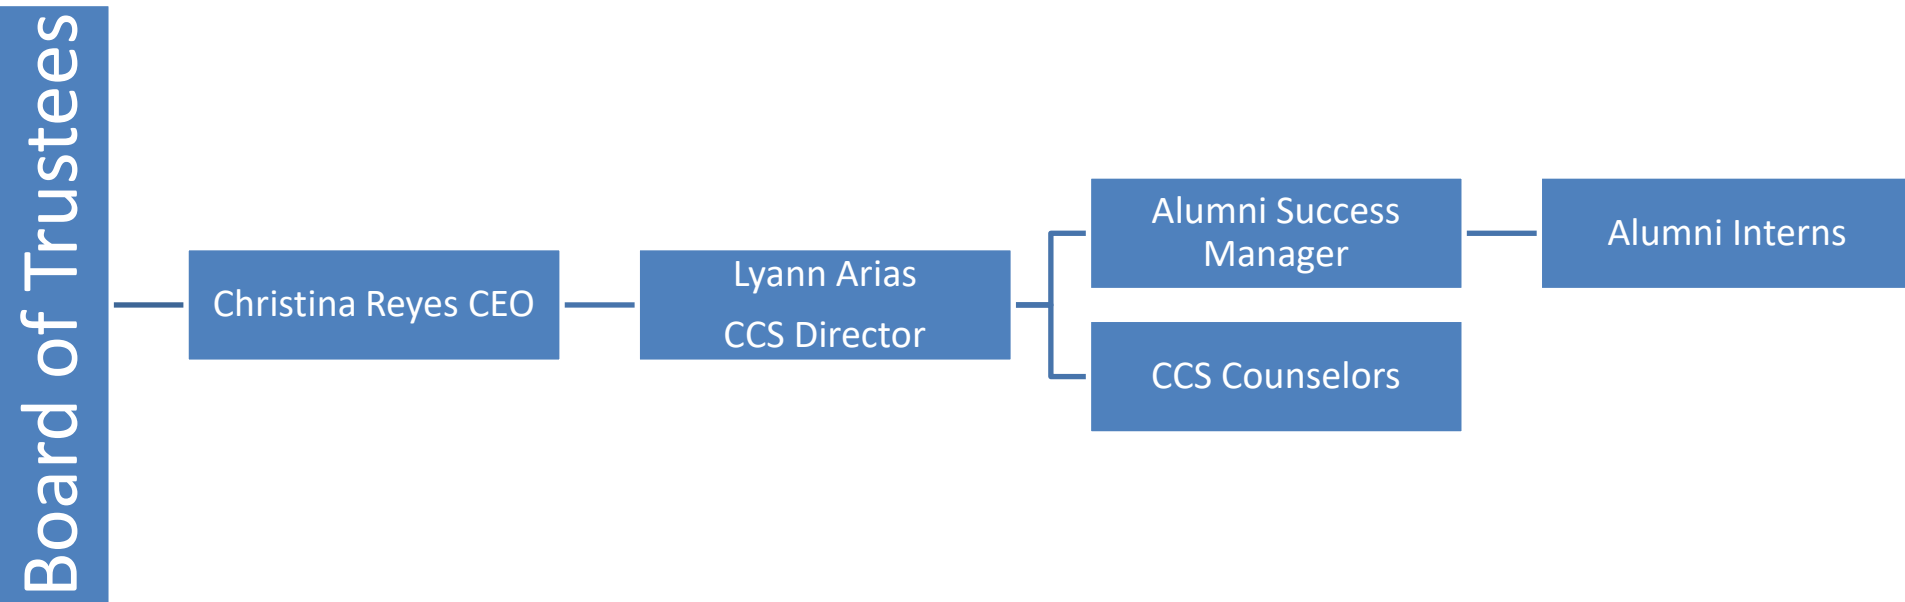 Board of Trustees
Christina Reyes CEO
Lyann Arias
CCS Director
Alumni Success
Manager
CCS Counselors
Alumni Interns